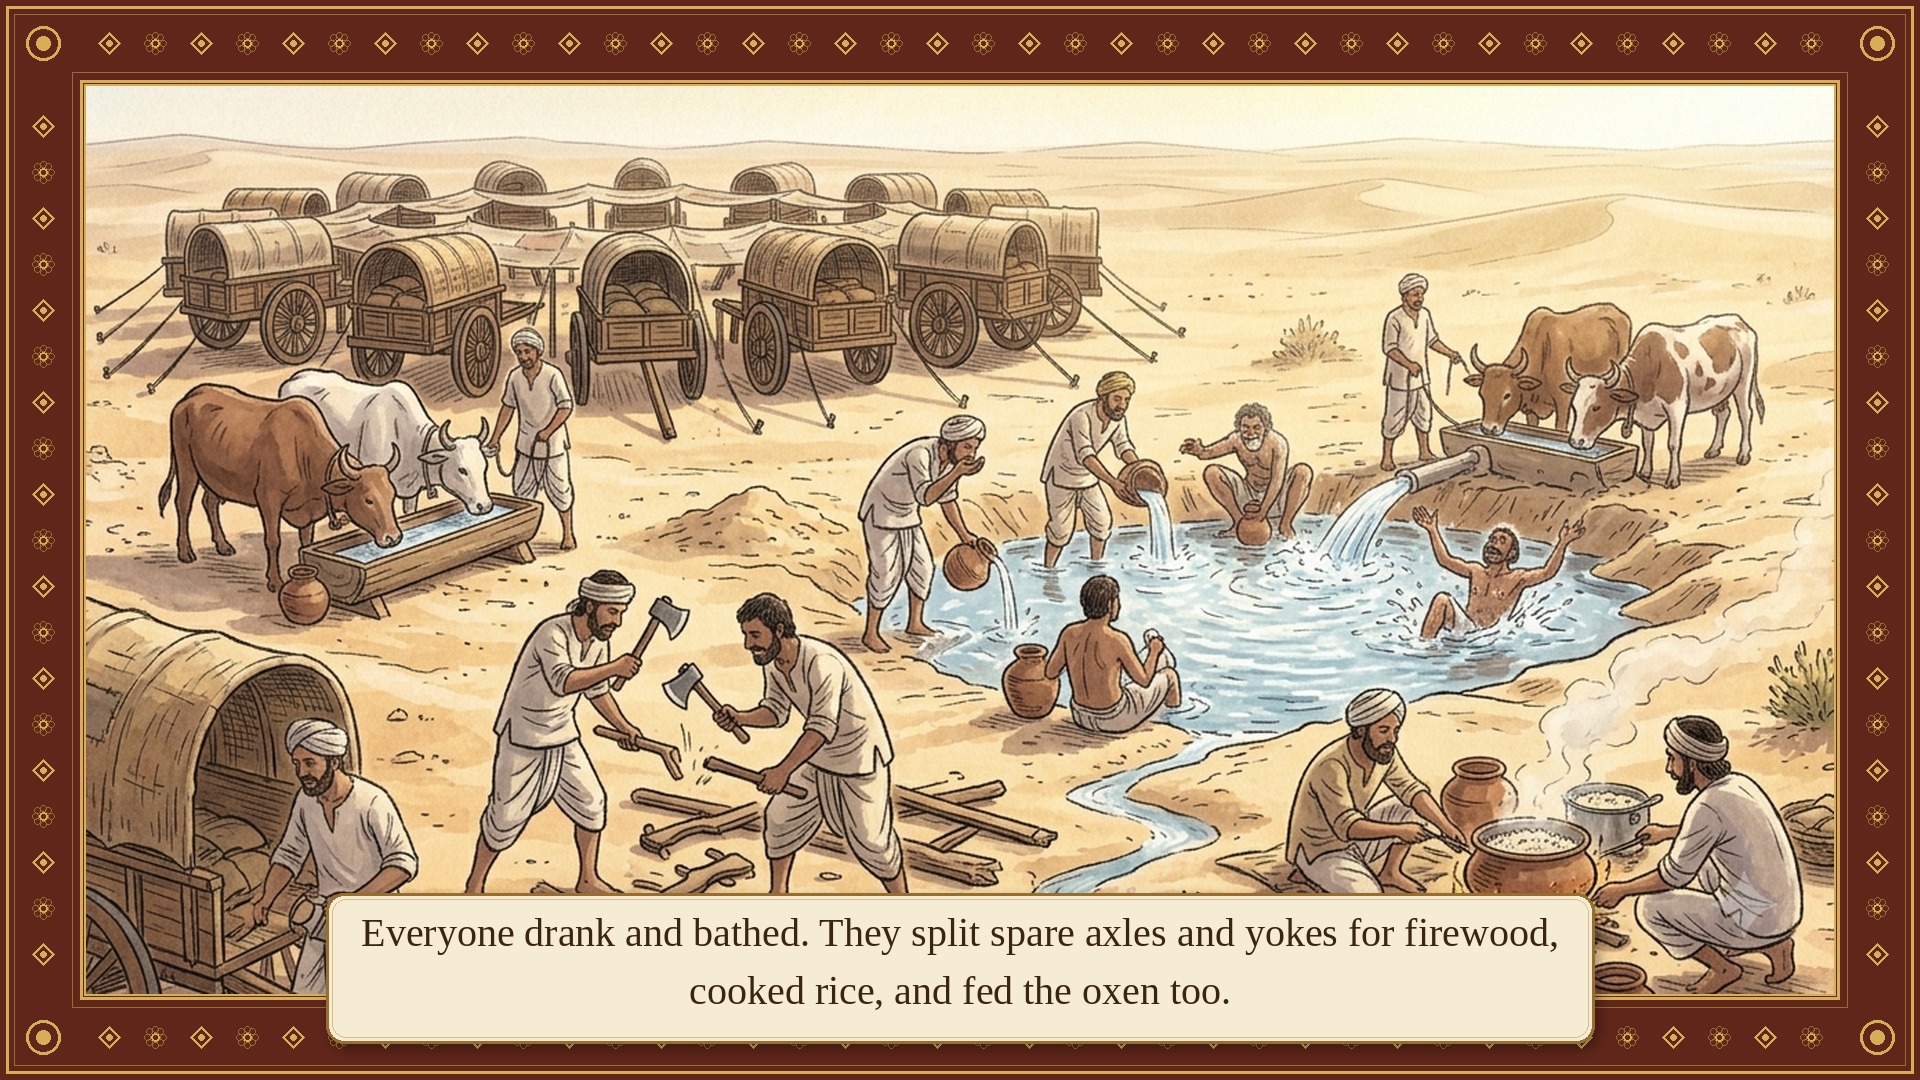 Everyone drank and bathed. They split spare axles and yokes for firewood,
cooked rice, and fed the oxen too.